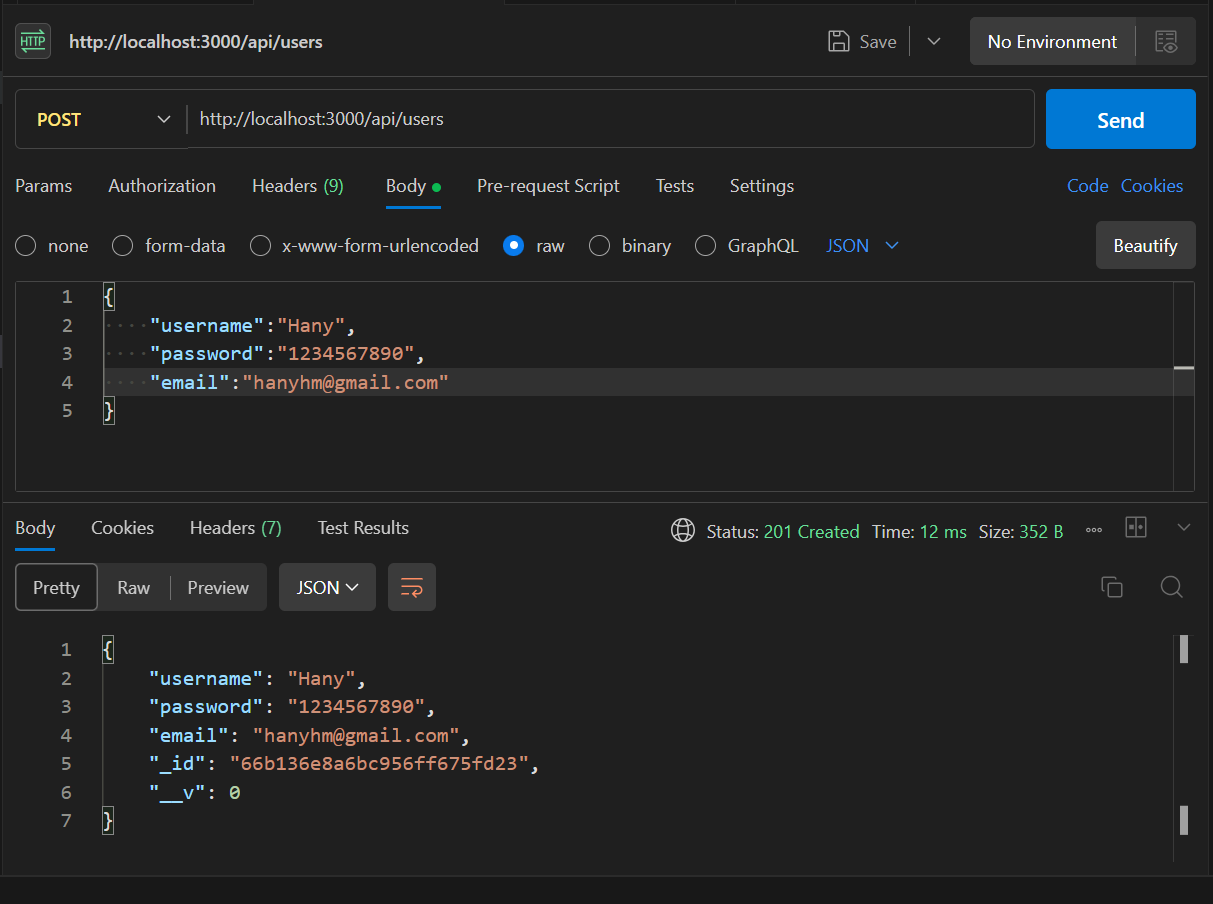 HTTP http://localhost:3000/api/users Save No Environment
POST http://localhost:3000/api/users Send
Params Authorization Headers (9) Body Pre-request Script Tests Settings Code Cookies
none form-data x-www-form-urlencoded raw binary GraphQL JSON Beautify
1 {
2 ····"username":"Hany",
3 ····"password":"1234567890",
4 ····"email":"hanyhm@gmail.com"
5 }
Body Cookies Headers (7) Test Results Status: 201 Created Time: 12 ms Size: 352 B
Pretty Raw Preview JSON
1 {
2 "username": "Hany",
3 "password": "1234567890",
4 "email": "hanyhm@gmail.com",
5 "_id": "66b136e8a6bc956ff675fd23",
6 "__v": 0
7 }